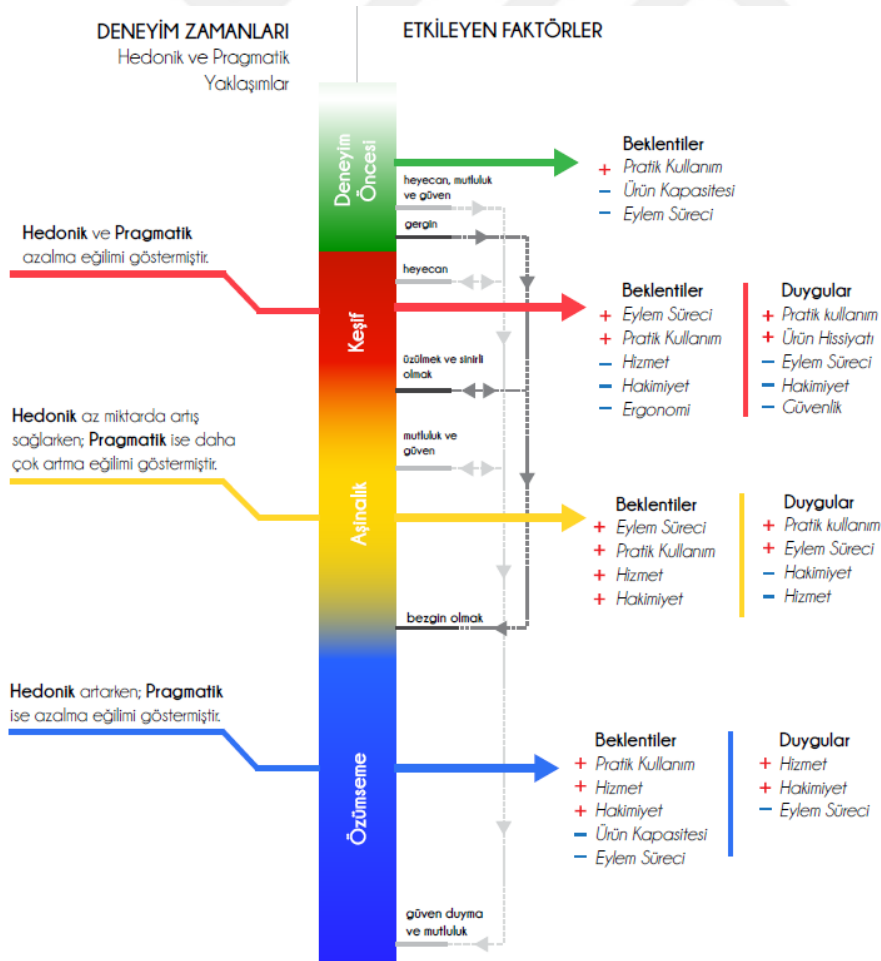 DENEYİM ZAMANLARI
Hedonik ve Pragmatik
Yaklaşımlar
ETKİLEYEN FAKTÖRLER
Deneyim
Öncesi
heyecan, mutluluk
ve güven
gergin
Beklentiler
+ Pratik Kullanım
– Ürün Kapasitesi
– Eylem Süreci
Hedonik ve Pragmatik
azalma eğilimi göstermiştir.
Keşif
heyecan
üzülmek ve sinirli
olmak
Beklentiler
+ Eylem Süreci
+ Pratik Kullanım
– Hizmet
– Hakimiyet
– Ergonomi
Duygular
+ Pratik kullanım
+ Ürün Hissiyatı
– Eylem Süreci
– Hakimiyet
– Güvenlik
Hedonik az miktarda artış
sağlarken; Pragmatik ise daha
çok artma eğilimi göstermiştir.
Aşinalık
mutluluk ve
güven
bezgin olmak
Beklentiler
+ Eylem Süreci
+ Pratik Kullanım
+ Hizmet
+ Hakimiyet
Duygular
+ Pratik kullanım
+ Eylem Süreci
– Hakimiyet
– Hizmet
Hedonik artarken; Pragmatik
ise azalma eğilimi göstermiştir.
Özümseme
güven duyma
ve mutluluk
Beklentiler
+ Pratik Kullanım
+ Hizmet
+ Hakimiyet
– Ürün Kapasitesi
– Eylem Süreci
Duygular
+ Hizmet
+ Hakimiyet
– Eylem Süreci